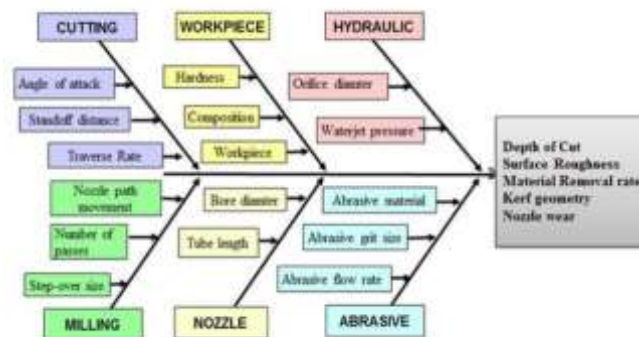 CUTTING
WORKPIECE
HYDRAULIC
Angle of attack
Standoff distance
Traverse Rate
Hardness
Composition
Workpiece
Orifice diamter
Waterjet pressure
Depth of Cut
Surface Roughness
Material Removal rate
Kerf geometry
Nozzle wear
Nozzle path
movement
Number of
passes
Step-over size
Bore diamter
Tube length
Abrasive material
Abrasive grit size
Abrasive flow rate
MILLING
NOZZLE
ABRASIVE